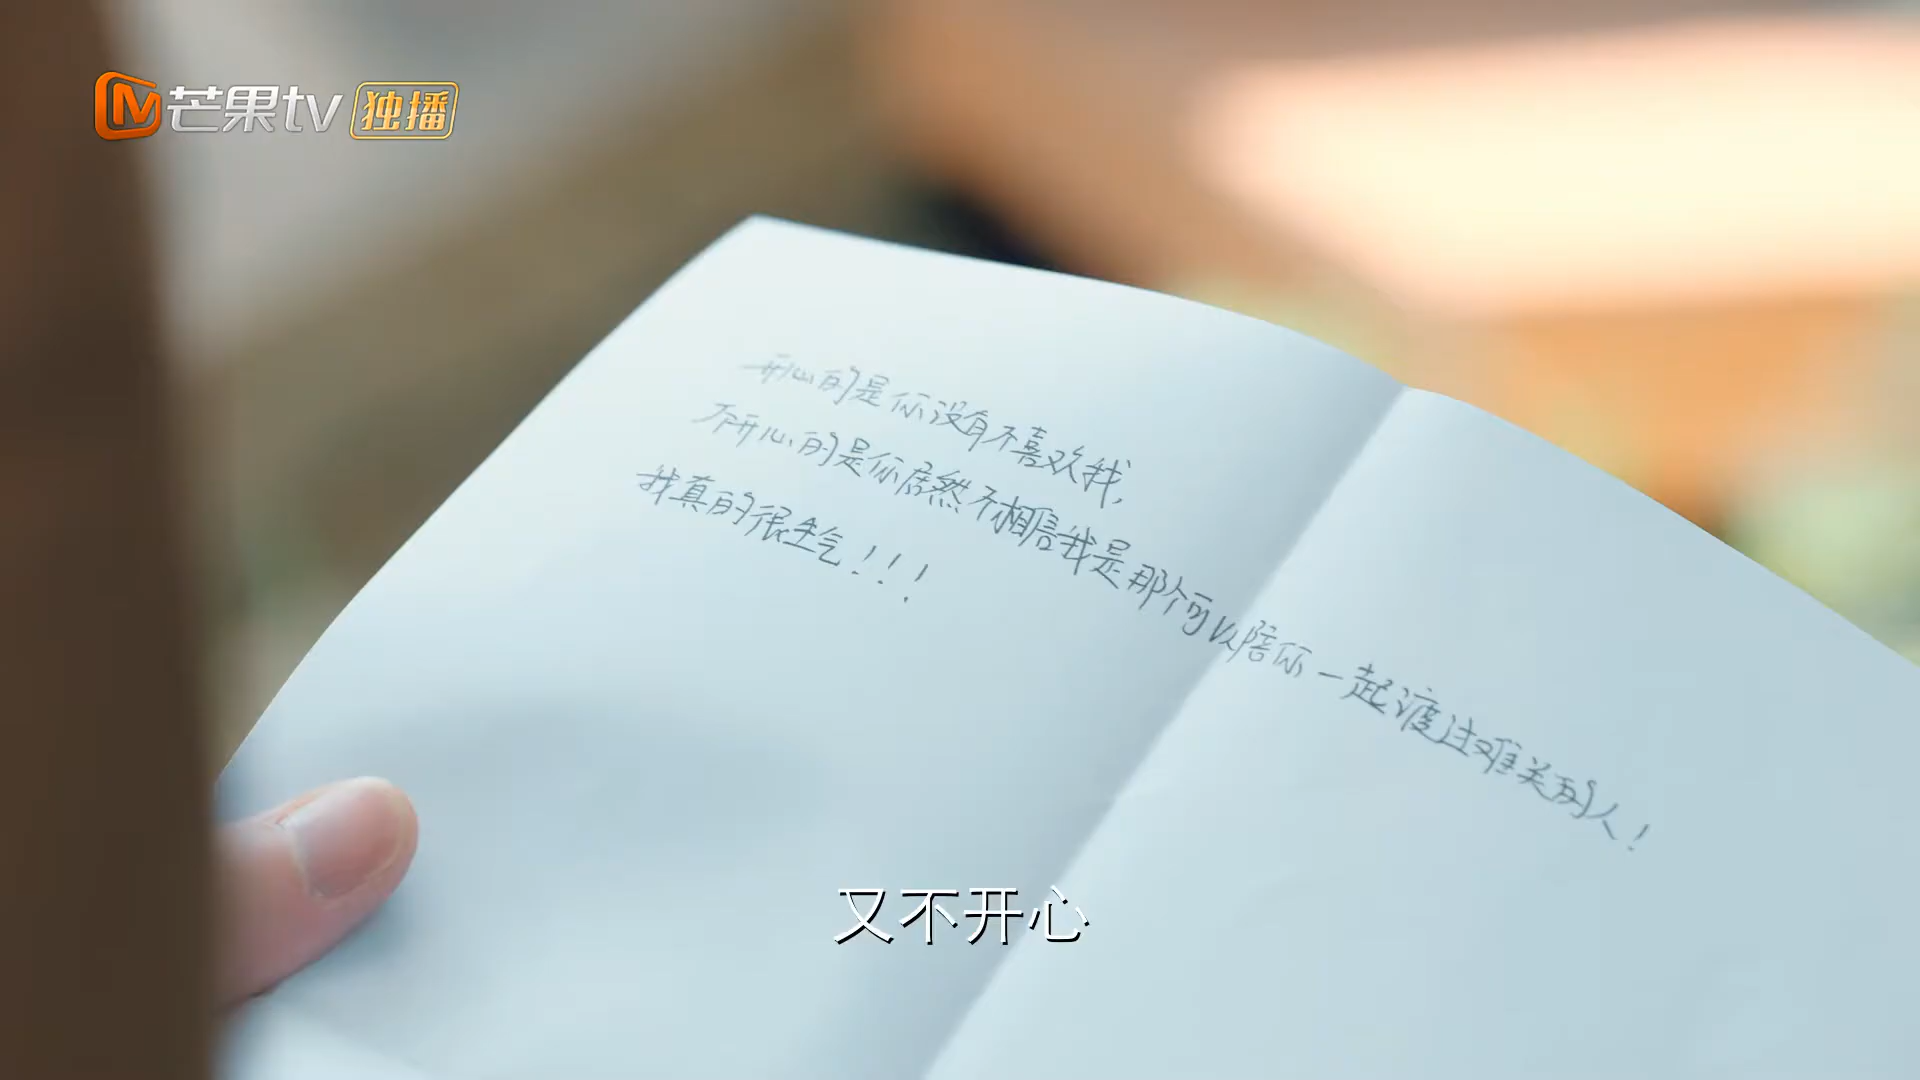 芒果tv 独播
开心的是你没有不喜欢我,
不开心的是你居然不相信我是那个可以陪你一起渡过难关的人!
我真的很生气!!!
又不开心